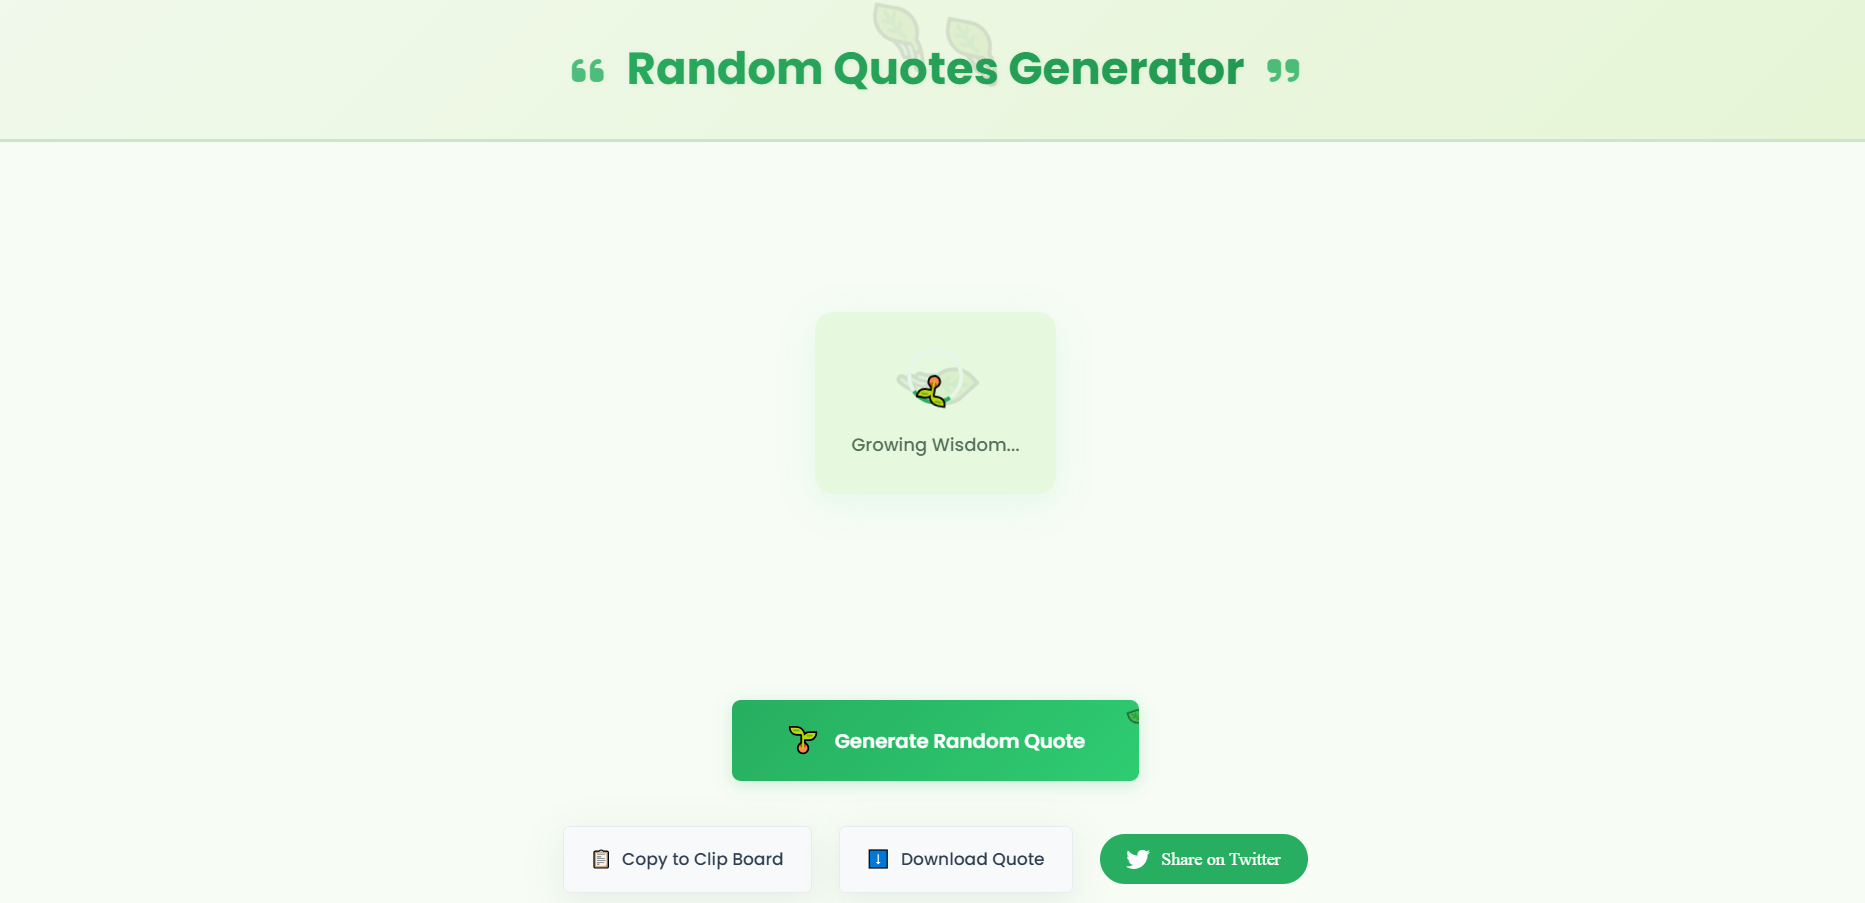 “ Random Quotes Generator ”
Growing Wisdom...
Generate Random Quote
Copy to Clip Board
Download Quote
Share on Twitter